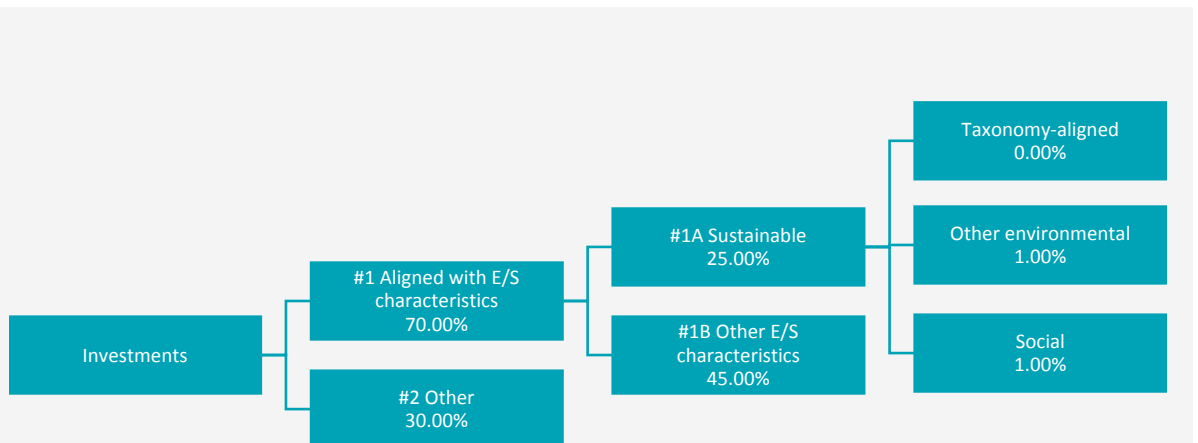 Investments
#1 Aligned with E/S
characteristics
70.00%
#2 Other
30.00%
#1A Sustainable
25.00%
#1B Other E/S
characteristics
45.00%
Taxonomy-aligned
0.00%
Other environmental
1.00%
Social
1.00%